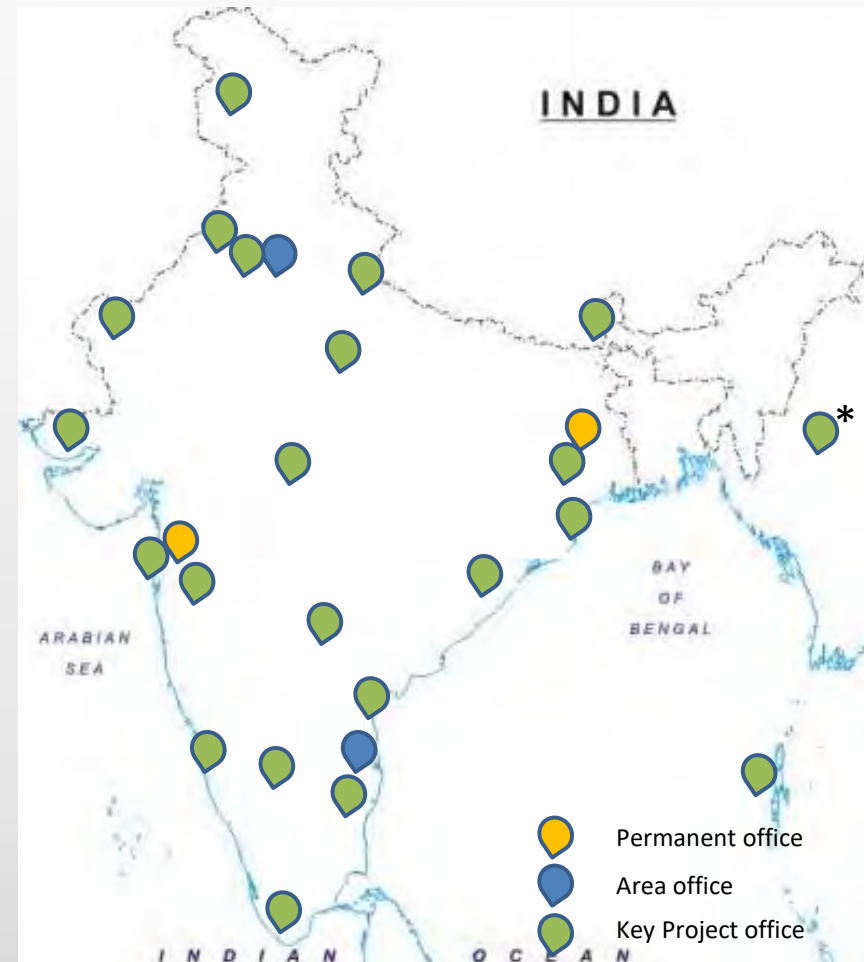 INDIA
*
BAY
OF
BENGAL
ARABIAN
SEA
Permanent office
Area office
Key Project office
INDIAN OCEAN